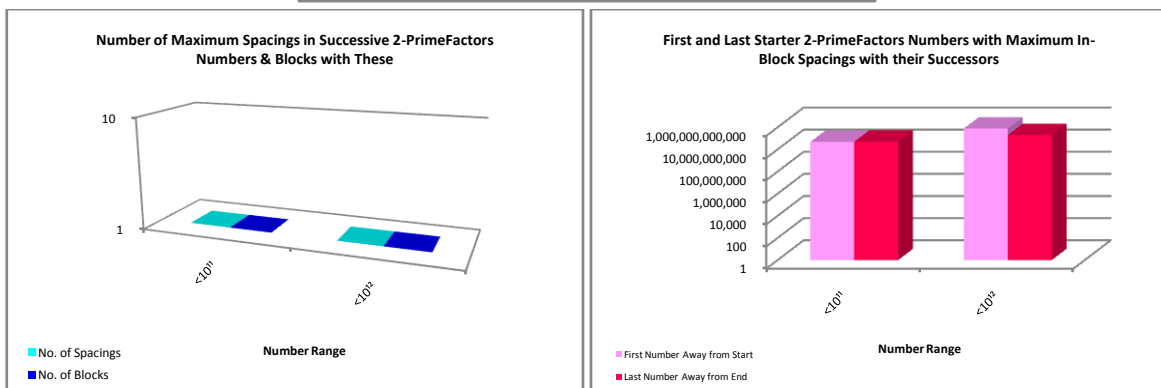 Number of Maximum Spacings in Successive 2-PrimeFactors
Numbers & Blocks with These
10
1
<10¹¹
<10¹²
Number Range
No. of Spacings
No. of Blocks
First and Last Starter 2-PrimeFactors Numbers with Maximum In-
Block Spacings with their Successors
1,000,000,000,000
10,000,000,000
100,000,000
1,000,000
10,000
100
1
<10¹¹
<10¹²
Number Range
First Number Away from Start
Last Number Away from End